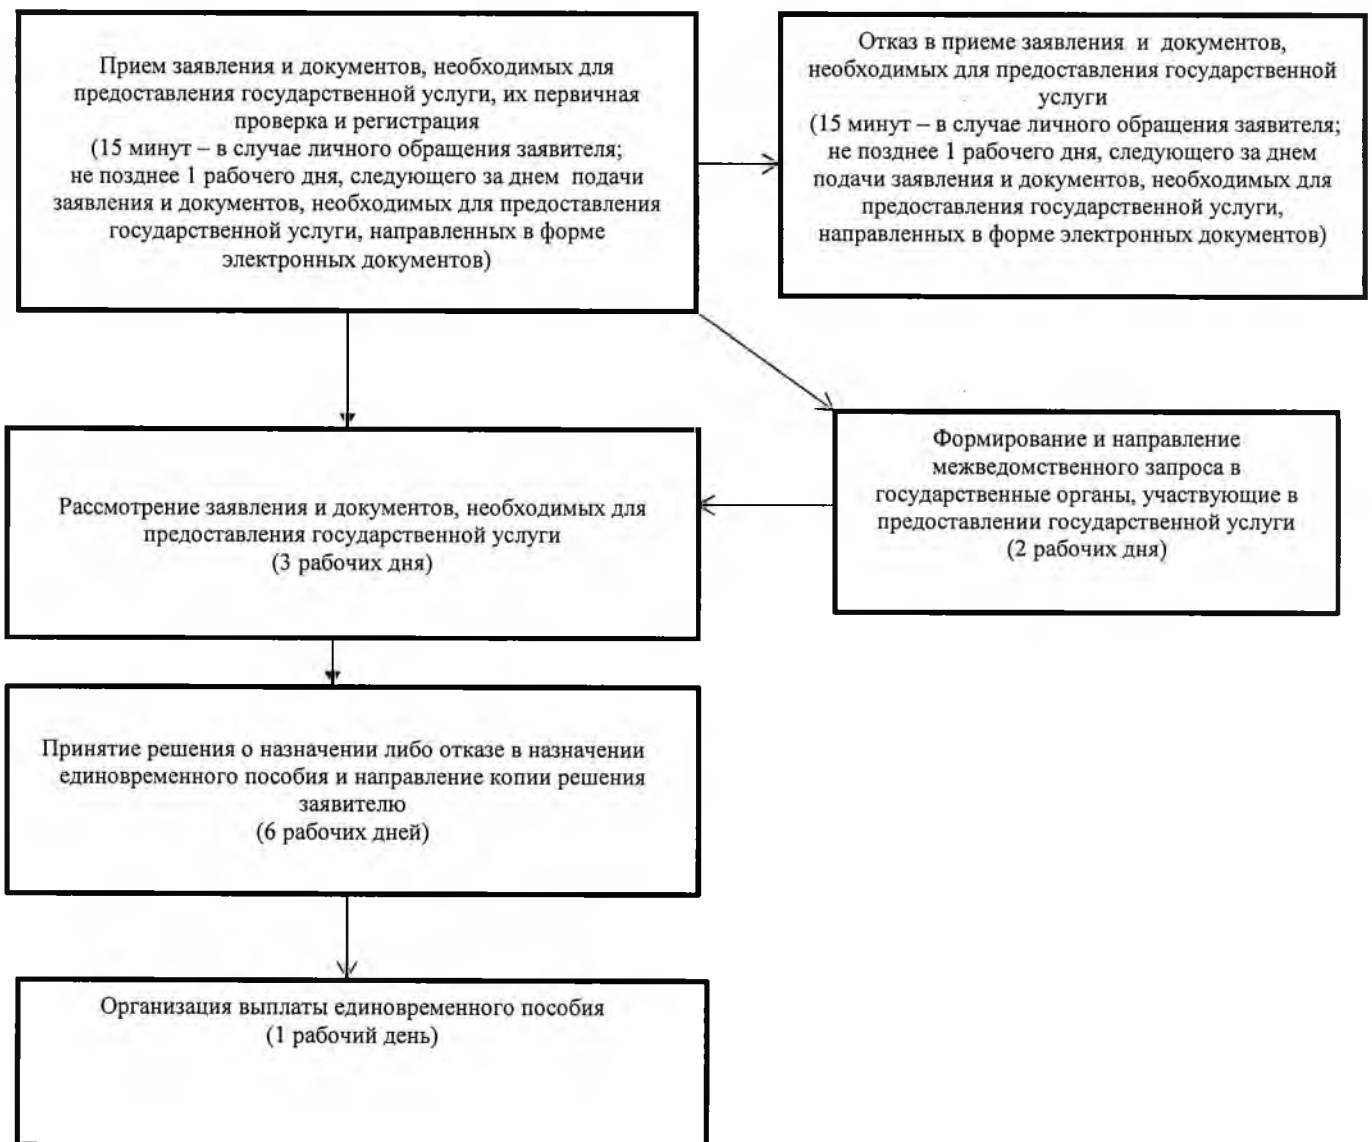 Прием заявления и документов, необходимых для
предоставления государственной услуги, их первичная
проверка и регистрация
(15 минут – в случае личного обращения заявителя;
не позднее 1 рабочего дня, следующего за днем подачи
заявления и документов, необходимых для предоставления
государственной услуги, направленных в форме
электронных документов)
Отказ в приеме заявления и документов,
необходимых для предоставления государственной
услуги
(15 минут – в случае личного обращения заявителя;
не позднее 1 рабочего дня, следующего за днем
подачи заявления и документов, необходимых для
предоставления государственной услуги,
направленных в форме электронных документов)
Формирование и направление
межведомственного запроса в
государственные органы, участвующие в
предоставлении государственной услуги
(2 рабочих дня)
Рассмотрение заявления и документов, необходимых для
предоставления государственной услуги
(3 рабочих дня)
Принятие решения о назначении либо отказе в назначении
единовременного пособия и направление копии решения
заявителю
(6 рабочих дней)
Организация выплаты единовременного пособия
(1 рабочий день)